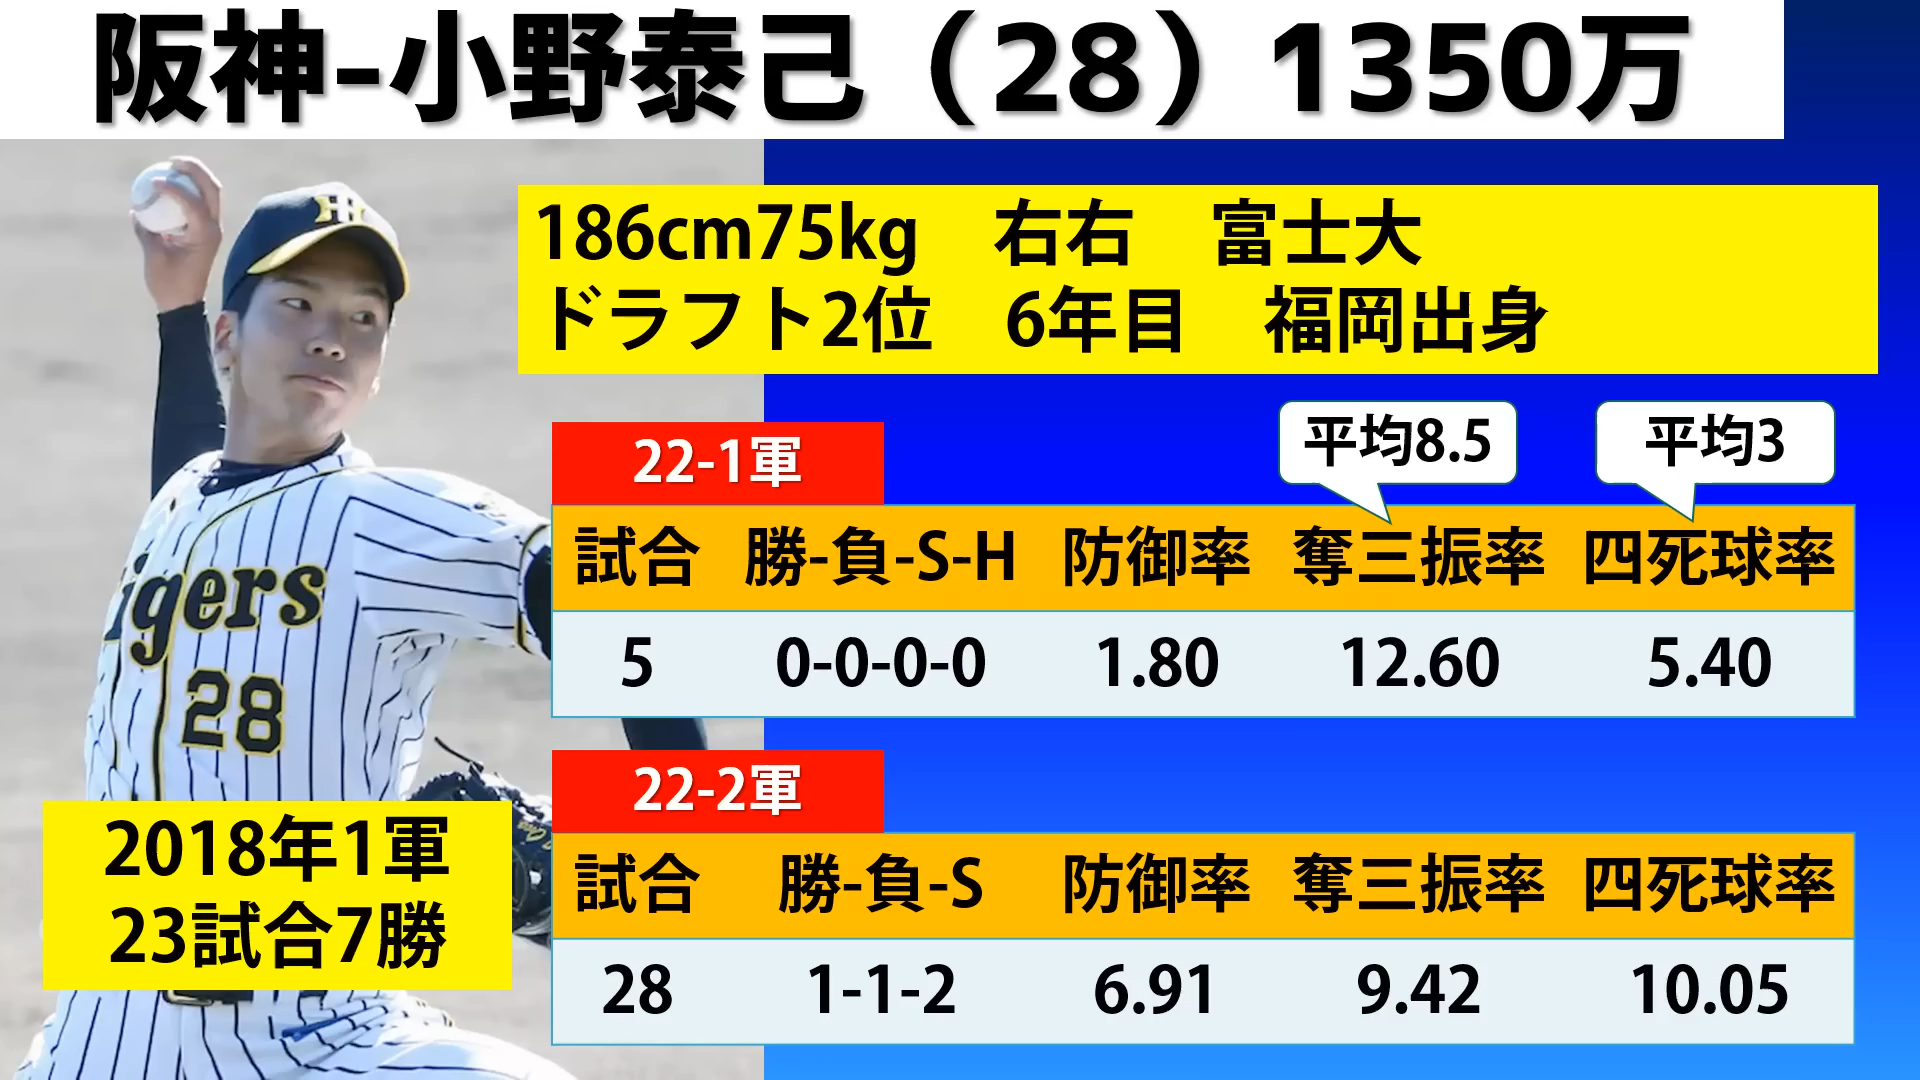 阪神-小野泰己（28）1350万
186cm75kg　右右　富士大
ドラフト2位　6年目　福岡出身
平均8.5
平均3
22-1軍
試合 勝-負-S-H 防御率 奪三振率 四死球率
5 0-0-0-0 1.80 12.60 5.40
igers
28
22-2軍
試合 勝-負-S 防御率 奪三振率 四死球率
28 1-1-2 6.91 9.42 10.05
2018年1軍
23試合7勝